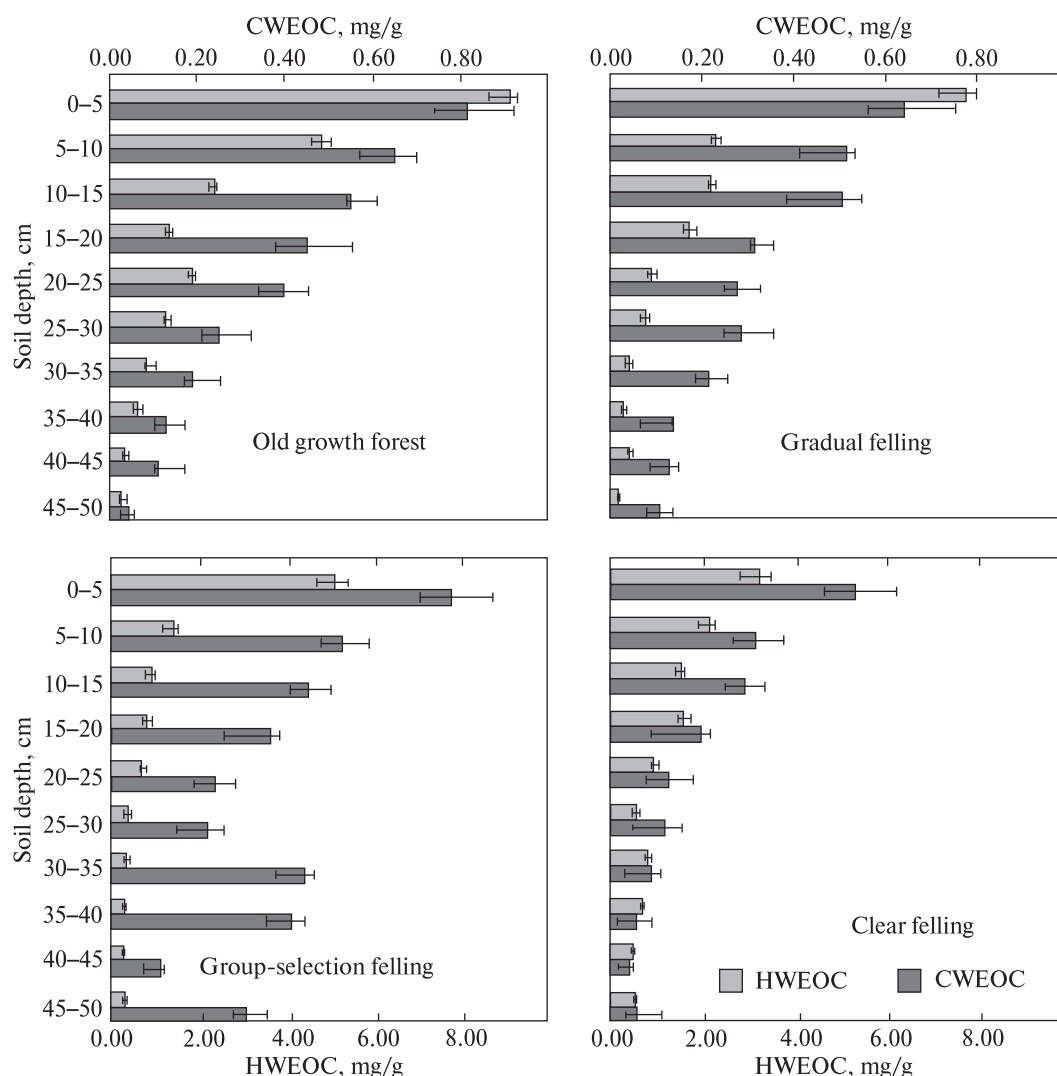 CWEOC, mg/g
0.00 0.20 0.40 0.60 0.80
CWEOC, mg/g
0.00 0.20 0.40 0.60 0.80
Soil depth, cm
0–5
5–10
10–15
15–20
20–25
25–30
30–35
35–40
40–45
45–50
Old growth forest
Gradual felling
Soil depth, cm
0–5
5–10
10–15
15–20
20–25
25–30
30–35
35–40
40–45
45–50
Group-selection felling
Clear felling
HWEOC CWEOC
0.00 2.00 4.00 6.00 8.00
HWEOC, mg/g
0.00 2.00 4.00 6.00 8.00
HWEOC, mg/g